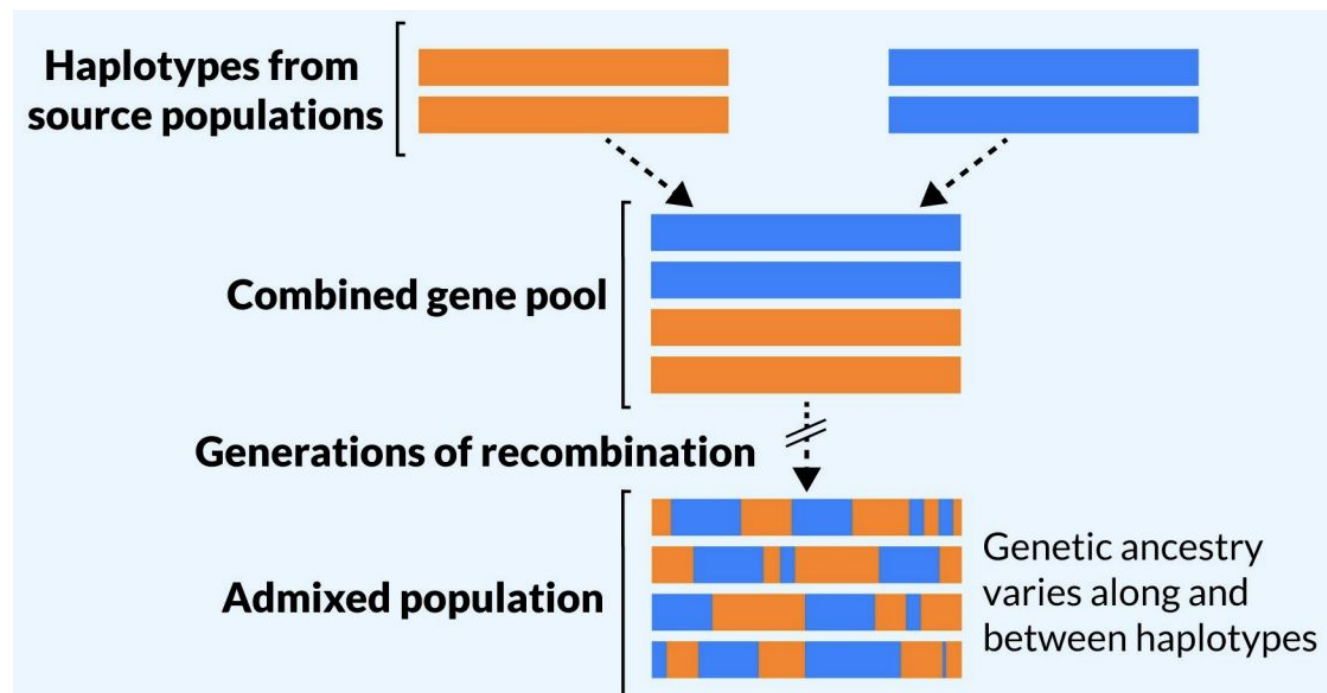 Haplotypes from
source populations
Combined gene pool
Generations of recombination
Admixed population
Genetic ancestry
varies along and
between haplotypes